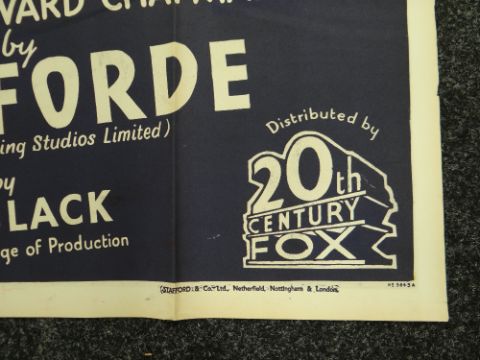 WARD CHAPMAN
by
FORDE
ing Studios Limited)
by
LACK
ge of Production
Distributed by
20th
CENTURY
FOX
STAFFORD & Co. Ltd., Netherfield, Nottingham & London.